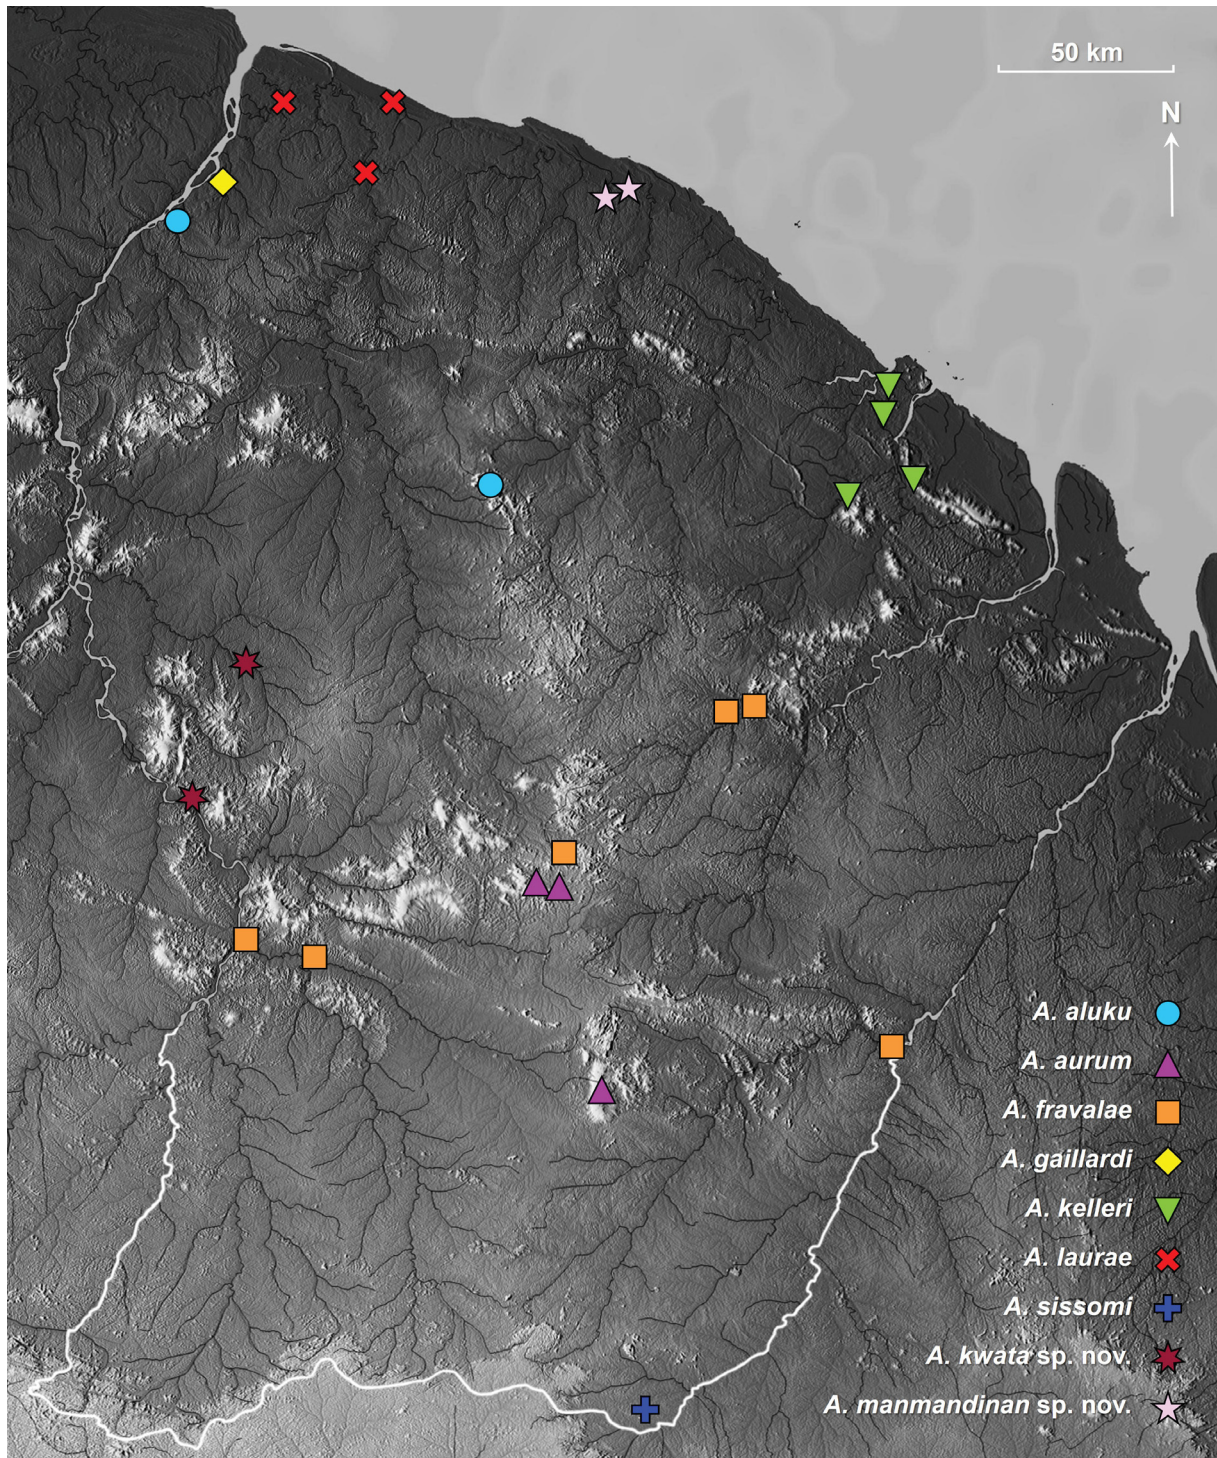 50 km
N
A. aluku
A. aurum
A. fravalae
A. gaillardi
A. kelleri
A. laurae
A. sissomi
A. kwata sp. nov.
A. manmandinan sp. nov.